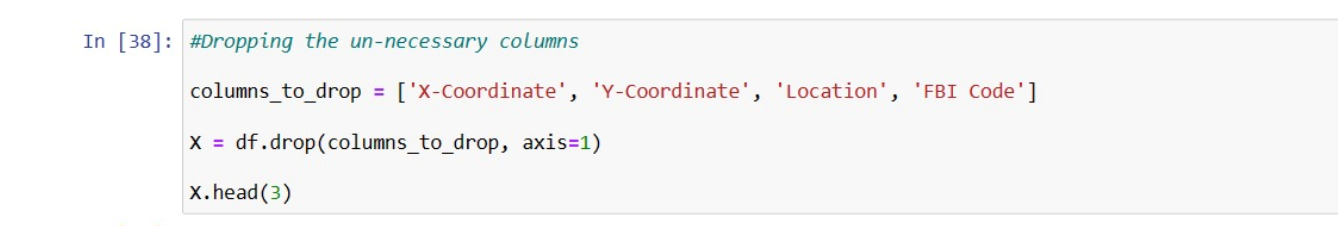 In [38]: #Dropping the un-necessary columns
columns_to_drop = ['X-Coordinate', 'Y-Coordinate', 'Location', 'FBI Code']
X = df.drop(columns_to_drop, axis=1)
X.head(3)